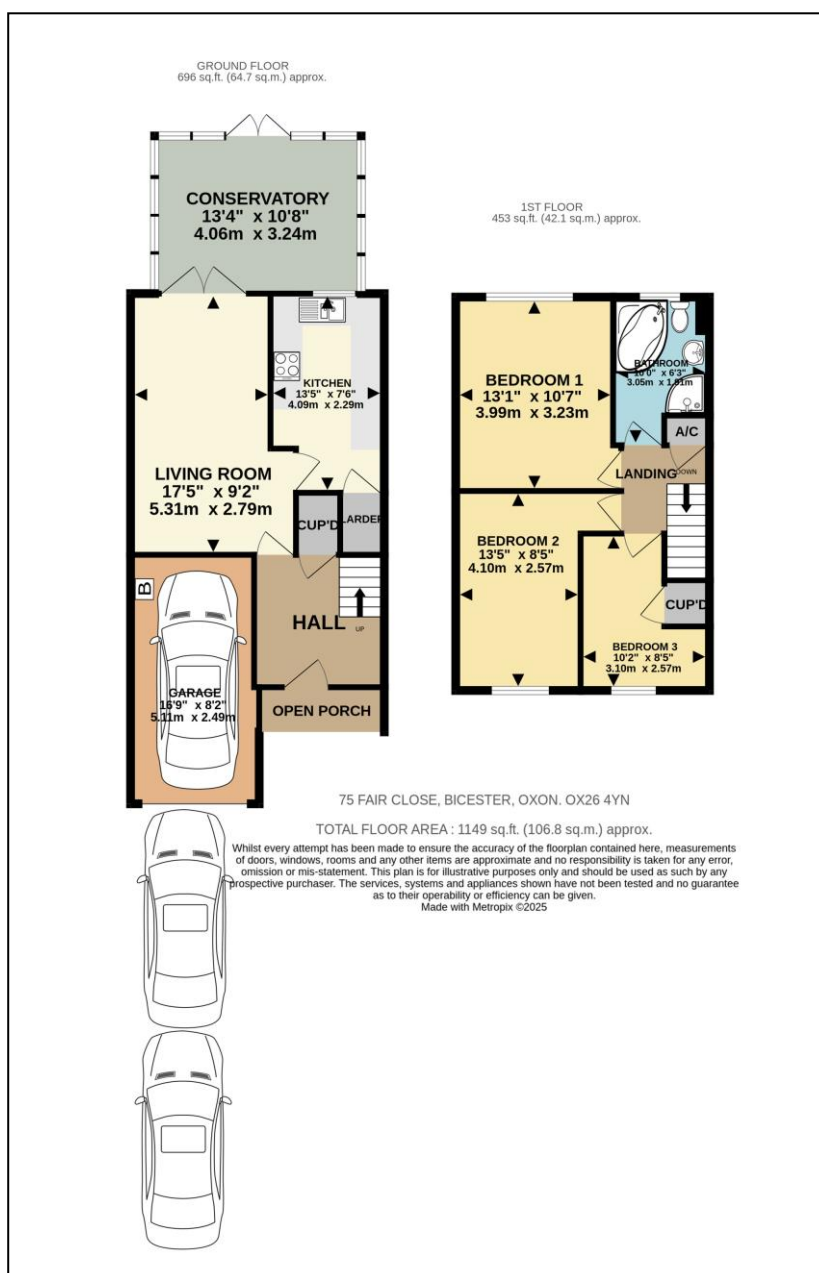 GROUND FLOOR
696 sq.ft. (64.7 sq.m.) approx.
CONSERVATORY
13'4" x 10'8"
4.06m x 3.24m
KITCHEN
13'5" x 7'6"
4.09m x 2.29m
LIVING ROOM
17'5" x 9'2"
5.31m x 2.79m
CUP'D
LARDER
B
HALL
UP
GARAGE
16'9" x 8'2"
5.11m x 2.49m
OPEN PORCH
1ST FLOOR
453 sq.ft. (42.1 sq.m.) approx.
BEDROOM 1
13'1" x 10'7"
3.99m x 3.23m
BATHROOM
10'0" x 6'3"
3.05m x 1.91m
A/C
LANDING
DOWN
BEDROOM 2
13'5" x 8'5"
4.10m x 2.57m
CUP'D
BEDROOM 3
10'2" x 8'5"
3.10m x 2.57m
75 FAIR CLOSE, BICESTER, OXON. OX26 4YN
TOTAL FLOOR AREA : 1149 sq.ft. (106.8 sq.m.) approx.
Whilst every attempt has been made to ensure the accuracy of the floorplan contained here, measurements
of doors, windows, rooms and any other items are approximate and no responsibility is taken for any error,
omission or mis-statement. This plan is for illustrative purposes only and should be used as such by any
prospective purchaser. The services, systems and appliances shown have not been tested and no guarantee
as to their operability or efficiency can be given.
Made with Metropix ©2025